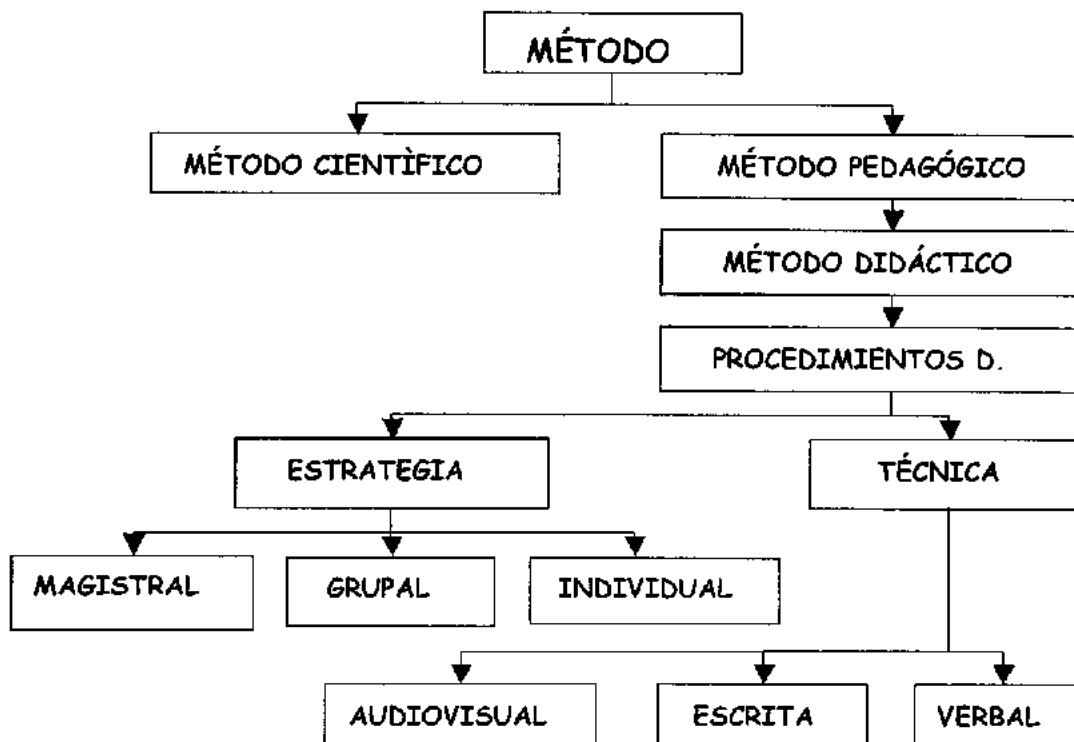 MÉTODO
MÉTODO CIENTÌFICO
MÉTODO PEDAGÓGICO
MÉTODO DIDÁCTICO
PROCEDIMIENTOS D.
ESTRATEGIA
TÉCNICA
MAGISTRAL
GRUPAL
INDIVIDUAL
AUDIOVISUAL
ESCRITA
VERBAL